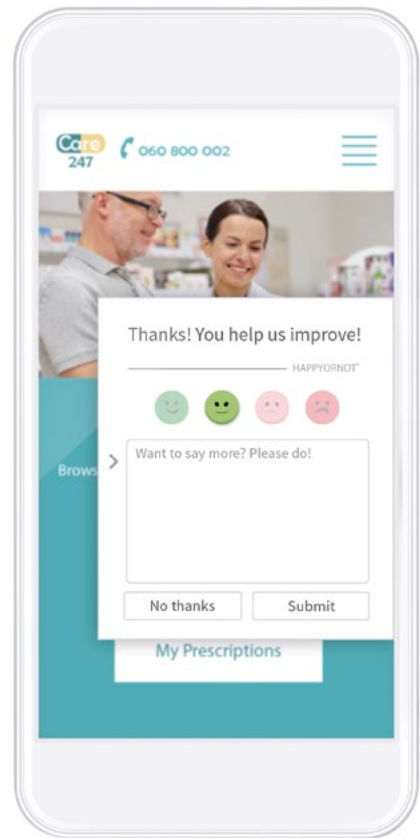 Care
247
060 800 002
Thanks! You help us improve!
HAPPYORNOT
Brows
Want to say more? Please do!
No thanks
Submit
My Prescriptions